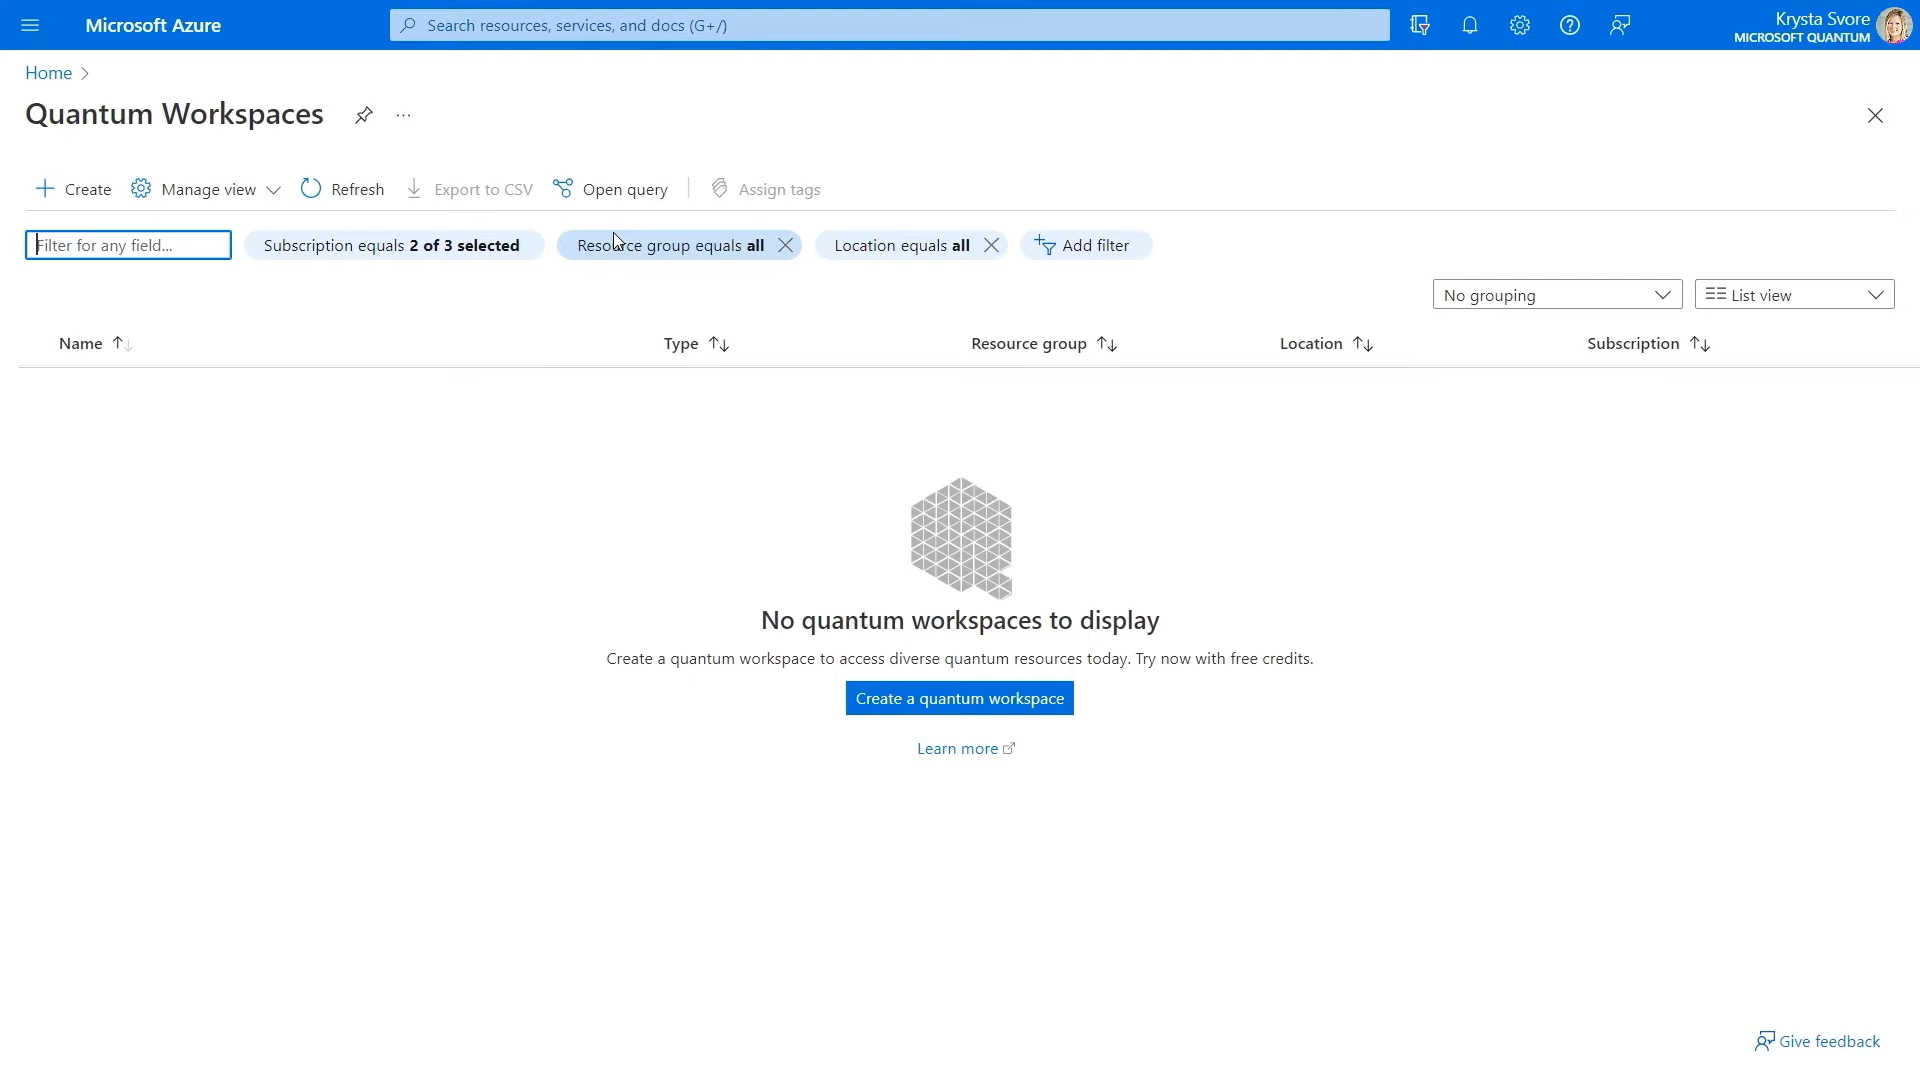 Microsoft Azure
Search resources, services, and docs (G+/)
Krysta Svore
MICROSOFT QUANTUM
Home
Quantum Workspaces
Create
Manage view
Refresh
Export to CSV
Open query
Assign tags
Filter for any field...
Subscription equals 2 of 3 selected
Resource group equals all
Location equals all
Add filter
No grouping
List view
Name
Type
Resource group
Location
Subscription
No quantum workspaces to display
Create a quantum workspace to access diverse quantum resources today. Try now with free credits.
Create a quantum workspace
Learn more
Give feedback